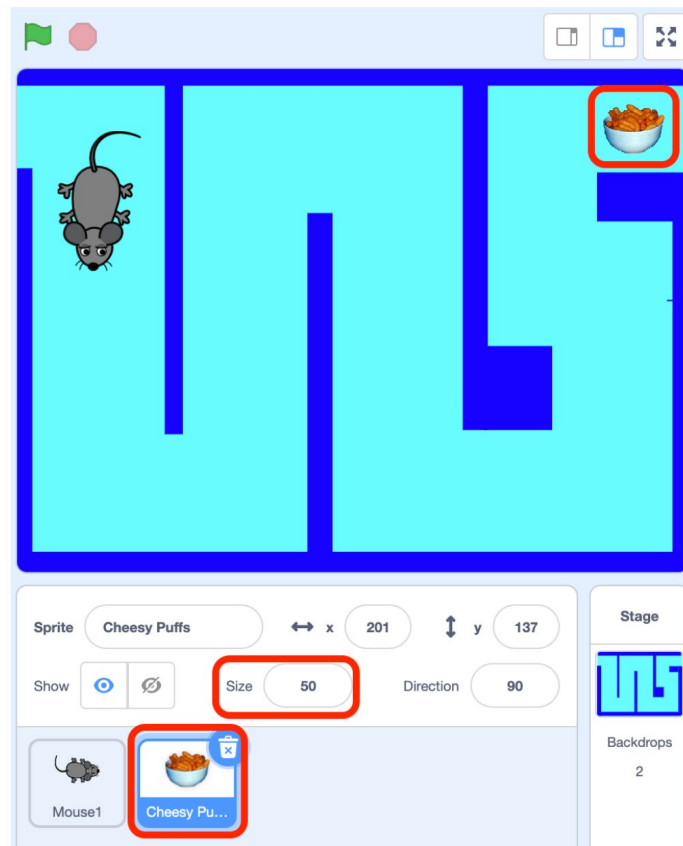 Sprite Cheesy Puffs x 201 y 137 Stage
Show Size 50 Direction 90
Backdrops
2
Mouse1 Cheesy Pu...